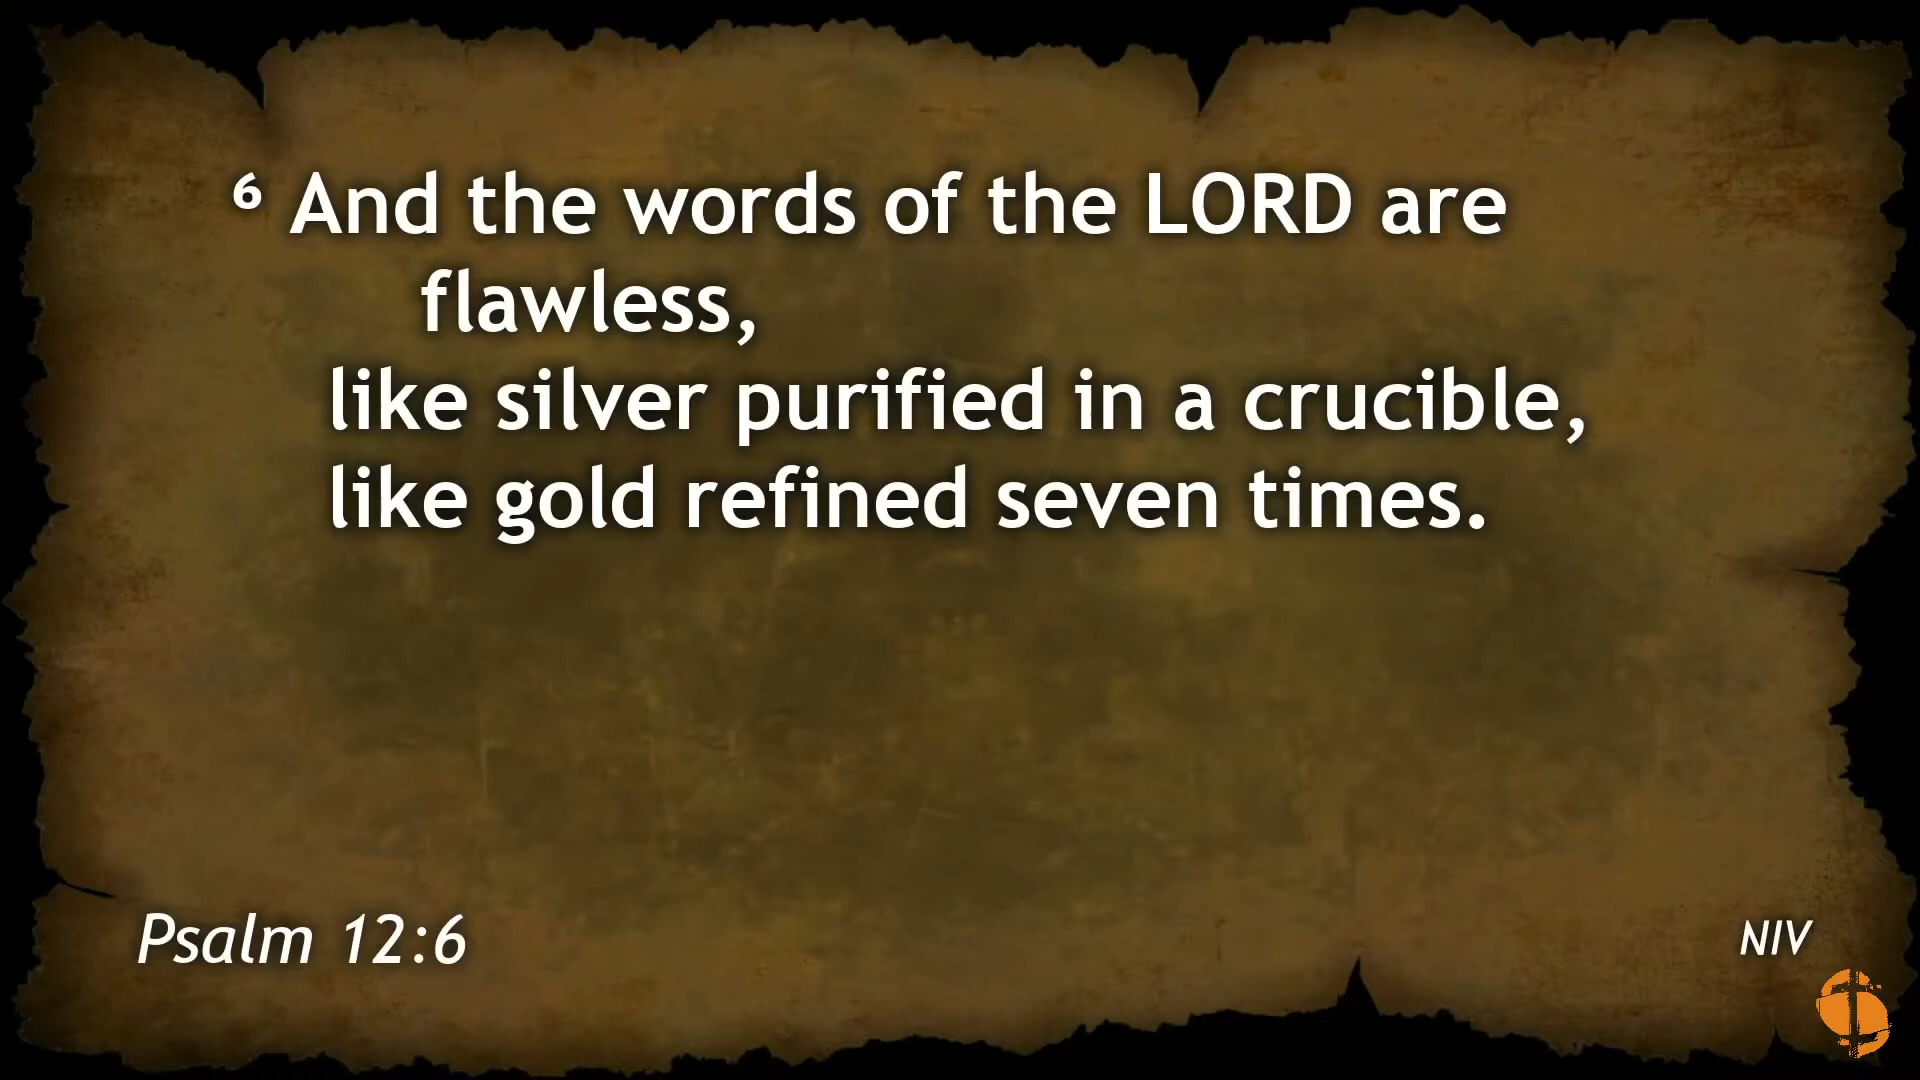 ⁶ And the words of the LORD are
flawless,
like silver purified in a crucible,
like gold refined seven times.
Psalm 12:6
NIV